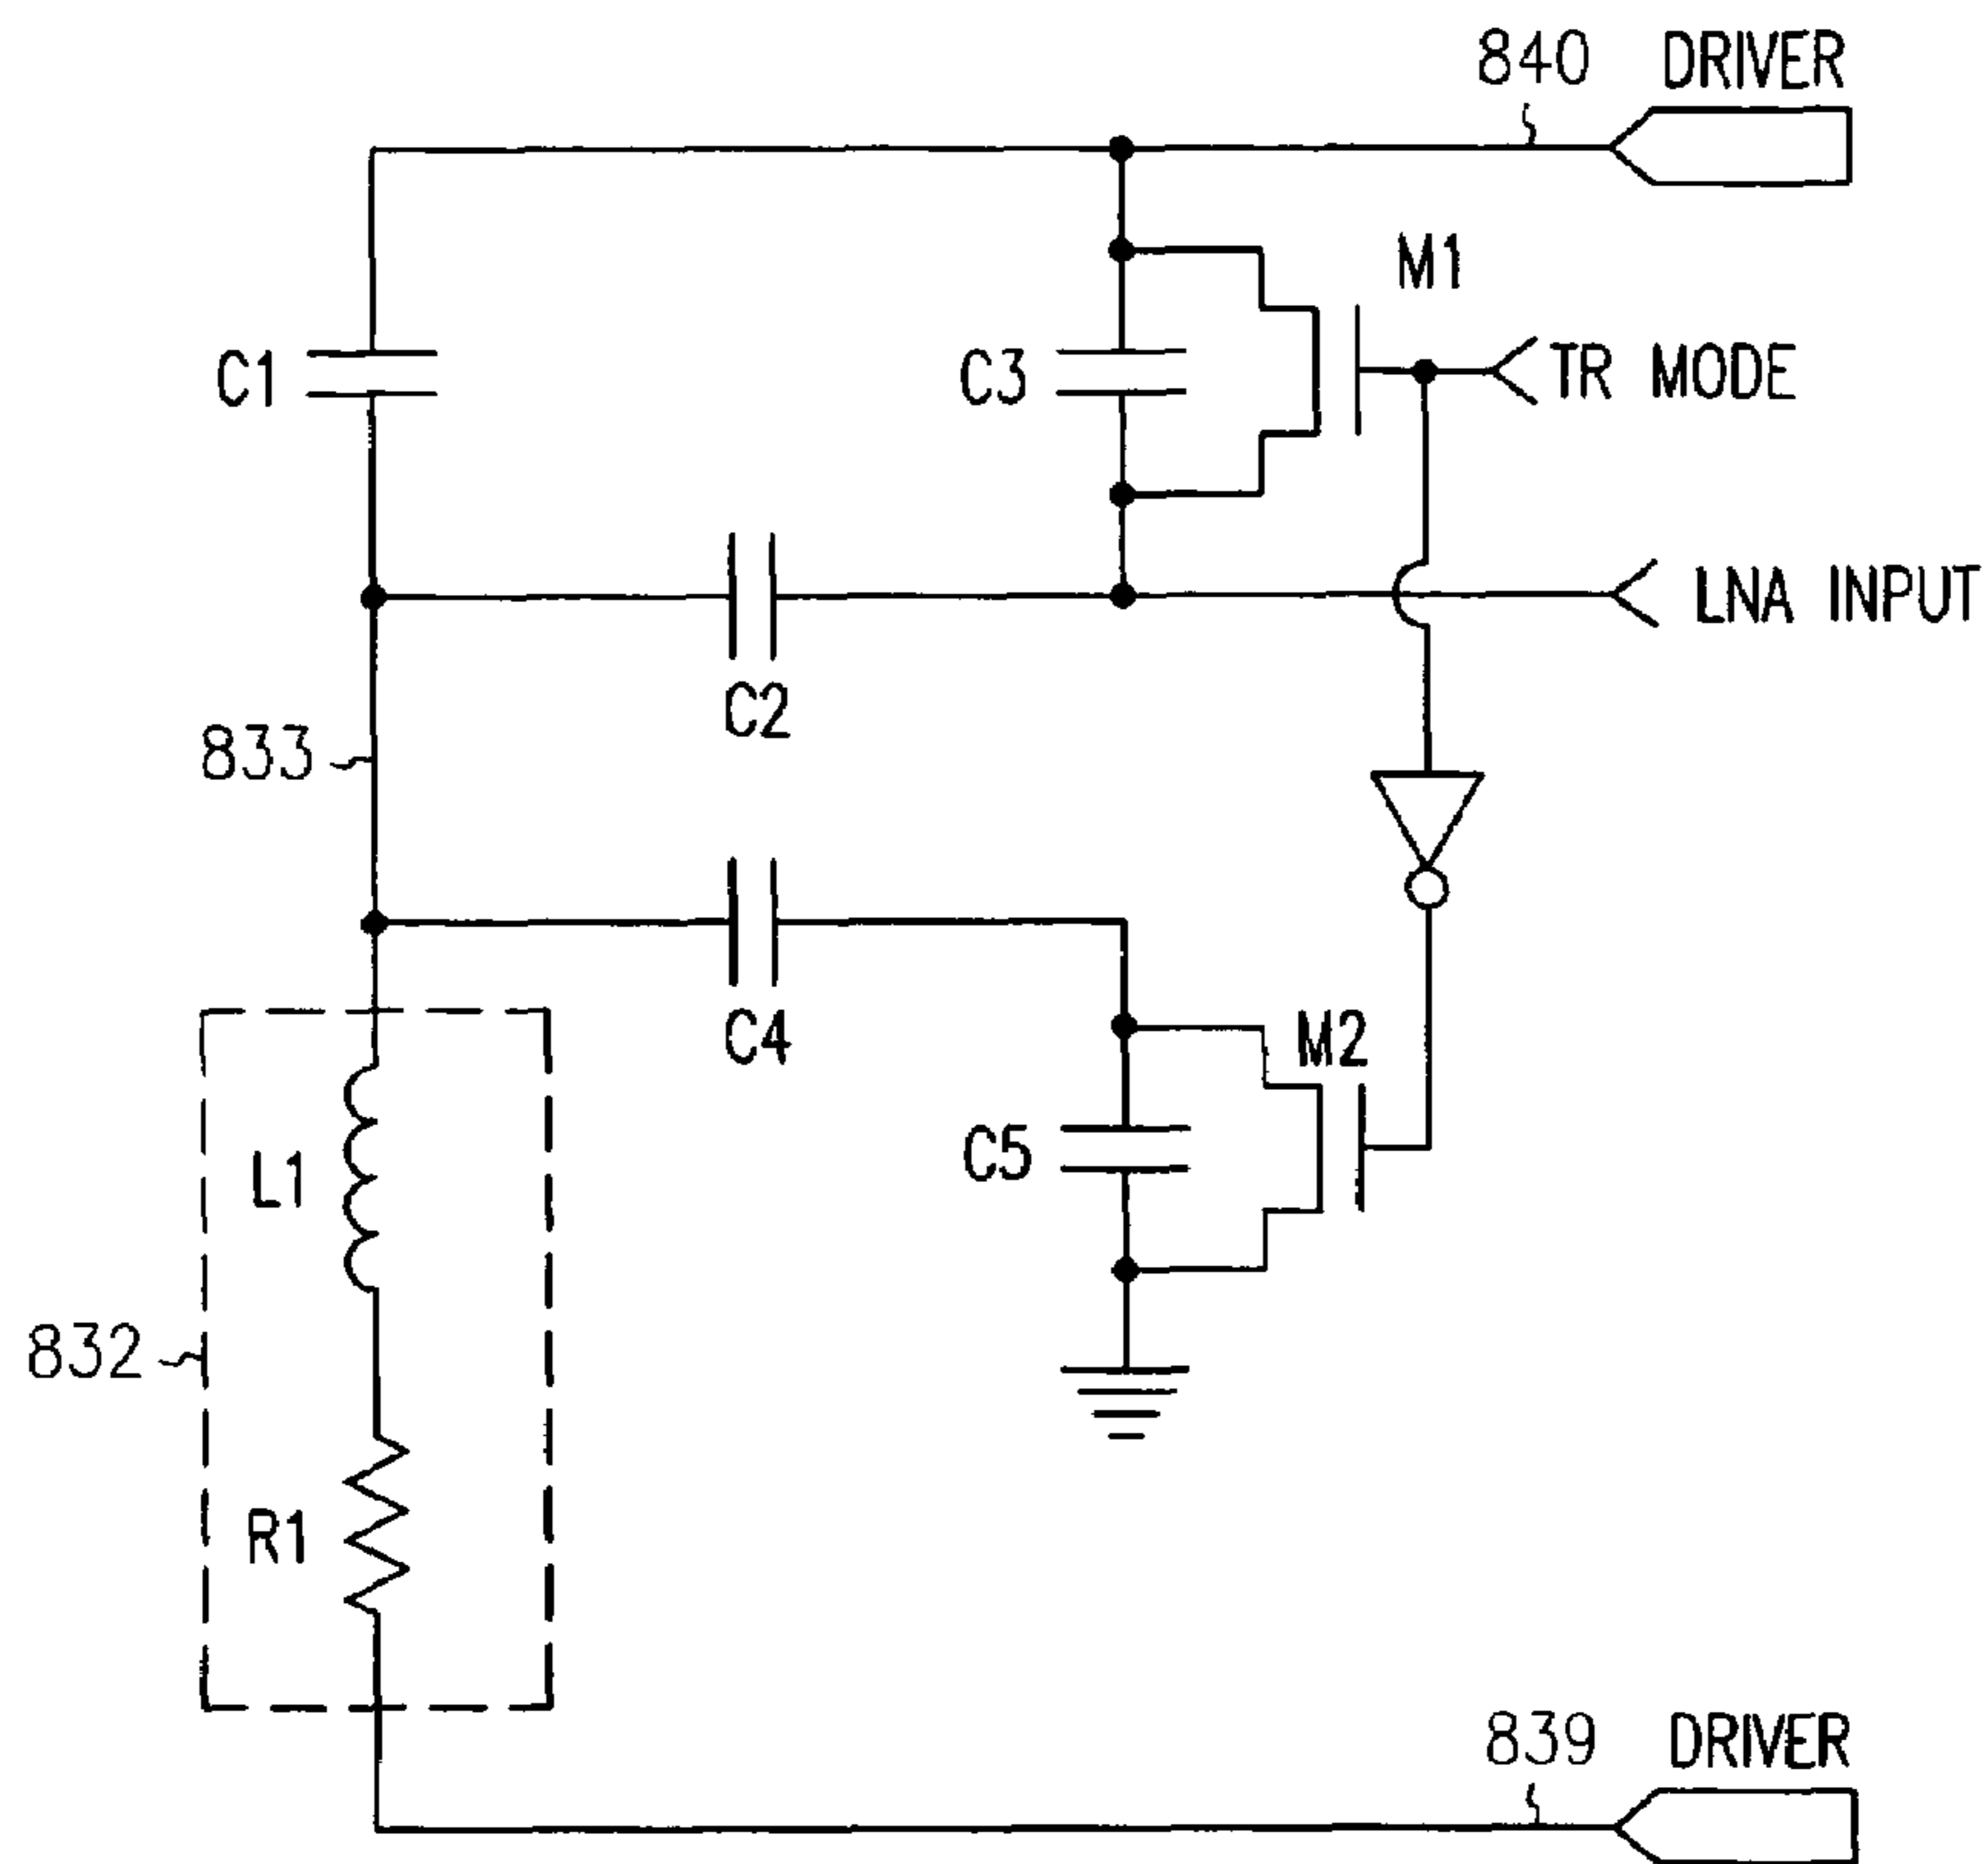 840 DRIVER
M1
C1
C3
TR MODE
LNA INPUT
C2
833
C4
M2
C5
L1
832
R1
839 DRIVER